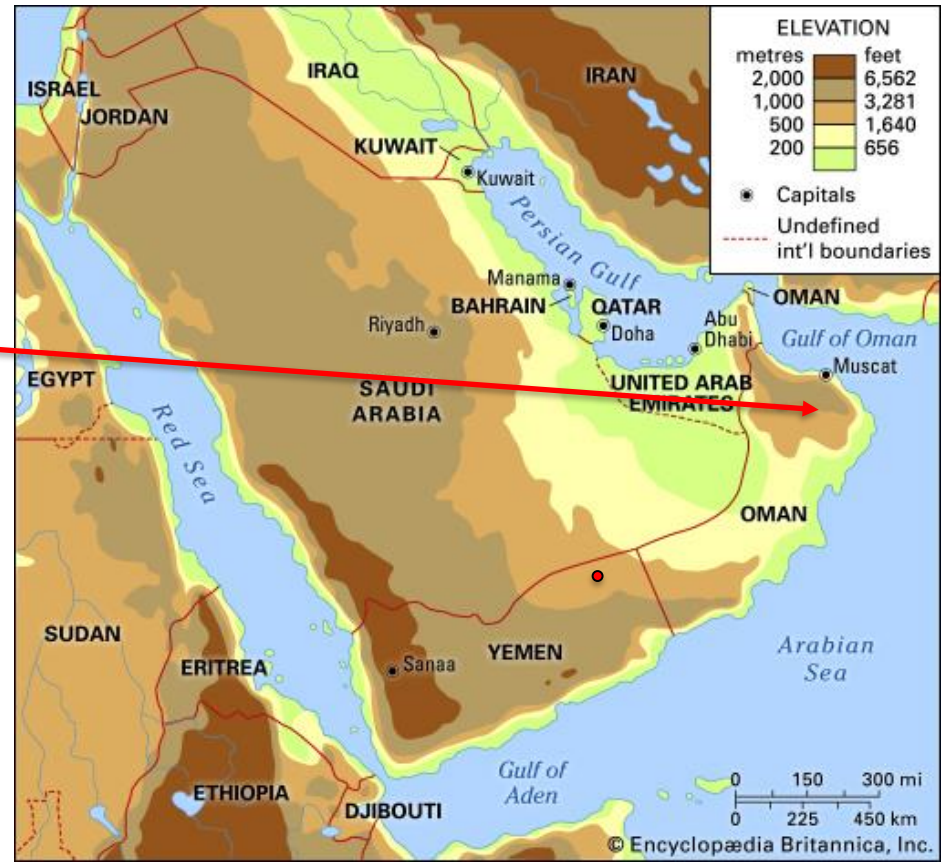 ELEVATION
metres feet
2,000 6,562
1,000 3,281
500 1,640
200 656
Capitals
Undefined
int'l boundaries
ISRAEL
JORDAN
IRAQ
IRAN
KUWAIT
Kuwait
Persian Gulf
Manama
BAHRAIN
QATAR
Doha
Abu
Dhabi
OMAN
Gulf of Oman
Muscat
Riyadh
EGYPT
SAUDI
ARABIA
UNITED ARAB
EMIRATES
Red Sea
OMAN
SUDAN
ERITREA
Sanaa
YEMEN
Arabian
Sea
ETHIOPIA
DJIBOUTI
Gulf of
Aden
0 150 300 mi
0 225 450 km
© Encyclopædia Britannica, Inc.